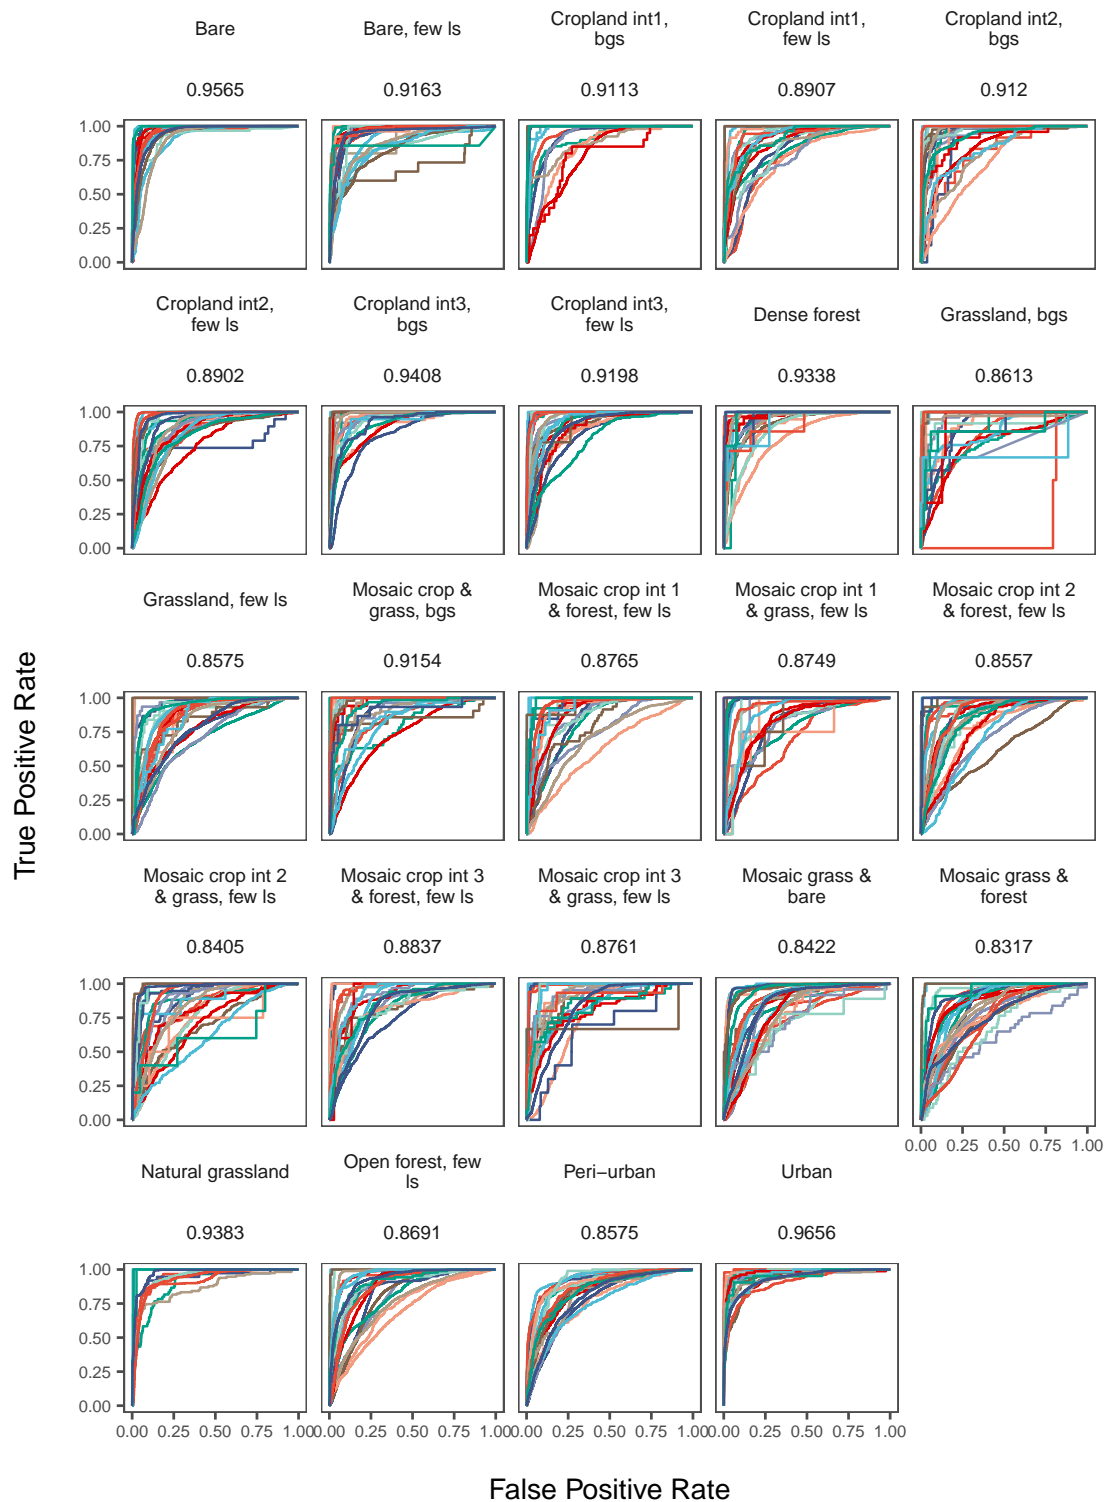 Bare
Bare, few ls
Cropland int1,
bgs
Cropland int1,
few ls
Cropland int2,
bgs
0.9565
0.9163
0.9113
0.8907
0.912
1.00
0.75
0.50
0.25
0.00
Cropland int2,
few ls
Cropland int3,
bgs
Cropland int3,
few ls
Dense forest
Grassland, bgs
0.8902
0.9408
0.9198
0.9338
0.8613
1.00
0.75
0.50
0.25
0.00
Grassland, few ls
Mosaic crop &
grass, bgs
Mosaic crop int 1
& forest, few ls
Mosaic crop int 1
& grass, few ls
Mosaic crop int 2
& forest, few ls
0.8575
0.9154
0.8765
0.8749
0.8557
1.00
0.75
0.50
0.25
0.00
True Positive Rate
Mosaic crop int 2
& grass, few ls
Mosaic crop int 3
& forest, few ls
Mosaic crop int 3
& grass, few ls
Mosaic grass &
bare
Mosaic grass &
forest
0.8405
0.8837
0.8761
0.8422
0.8317
1.00
0.75
0.50
0.25
0.00
0.00 0.25 0.50 0.75 1.00
Natural grassland
Open forest, few
ls
Peri−urban
Urban
0.9383
0.8691
0.8575
0.9656
1.00
0.75
0.50
0.25
0.00
0.00 0.25 0.50 0.75 1.00
0.00 0.25 0.50 0.75 1.00
0.00 0.25 0.50 0.75 1.00
0.00 0.25 0.50 0.75 1.00
False Positive Rate